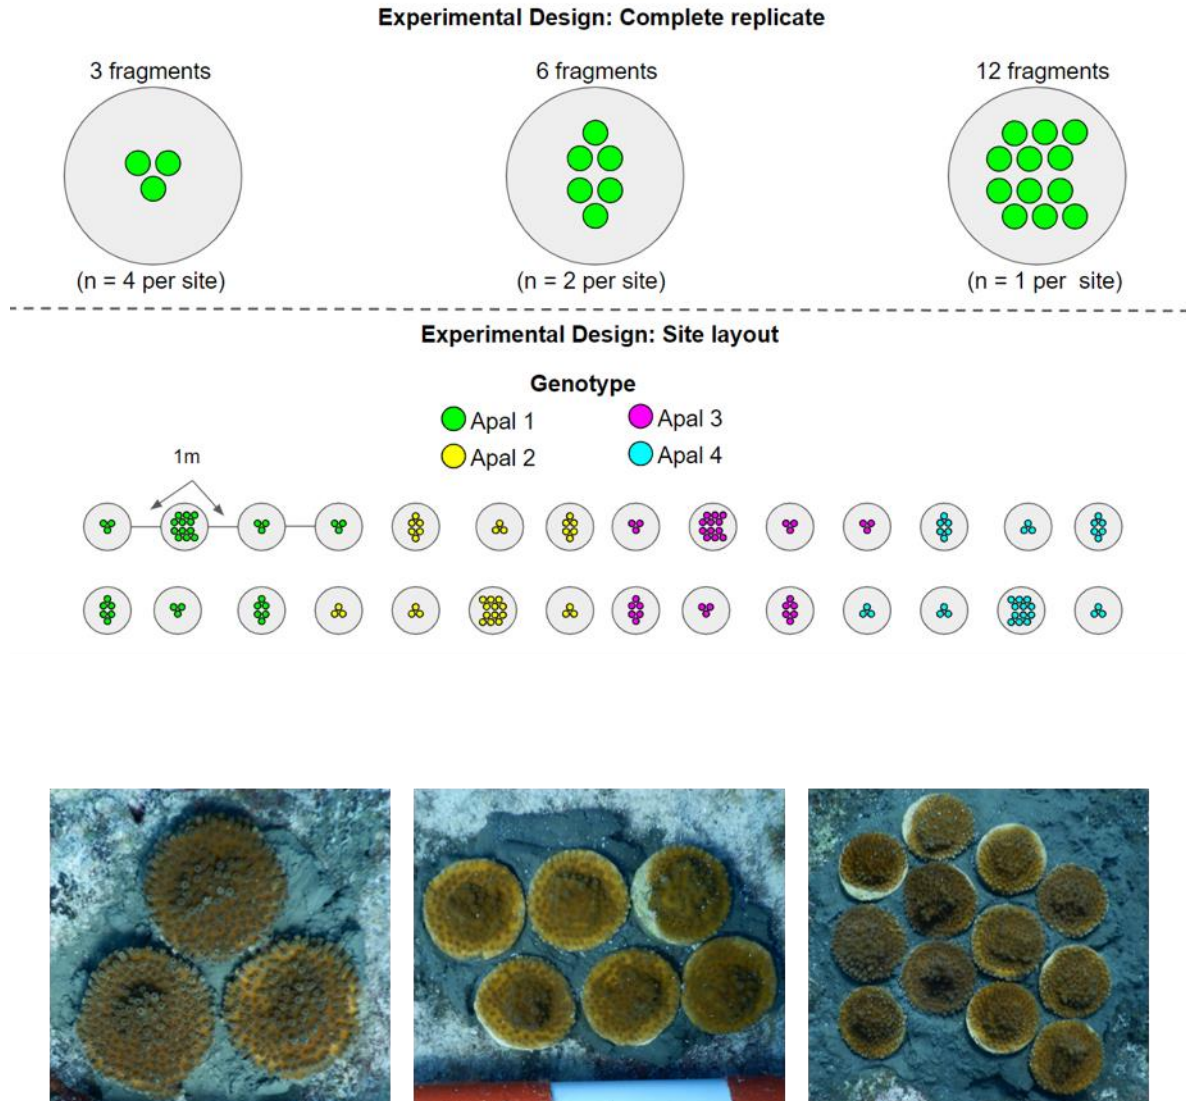 Experimental Design: Complete replicate
3 fragments
6 fragments
12 fragments
(n = 4 per site)
(n = 2 per site)
(n = 1 per site)
Experimental Design: Site layout
Genotype
Apal 1
Apal 3
Apal 2
Apal 4
1m